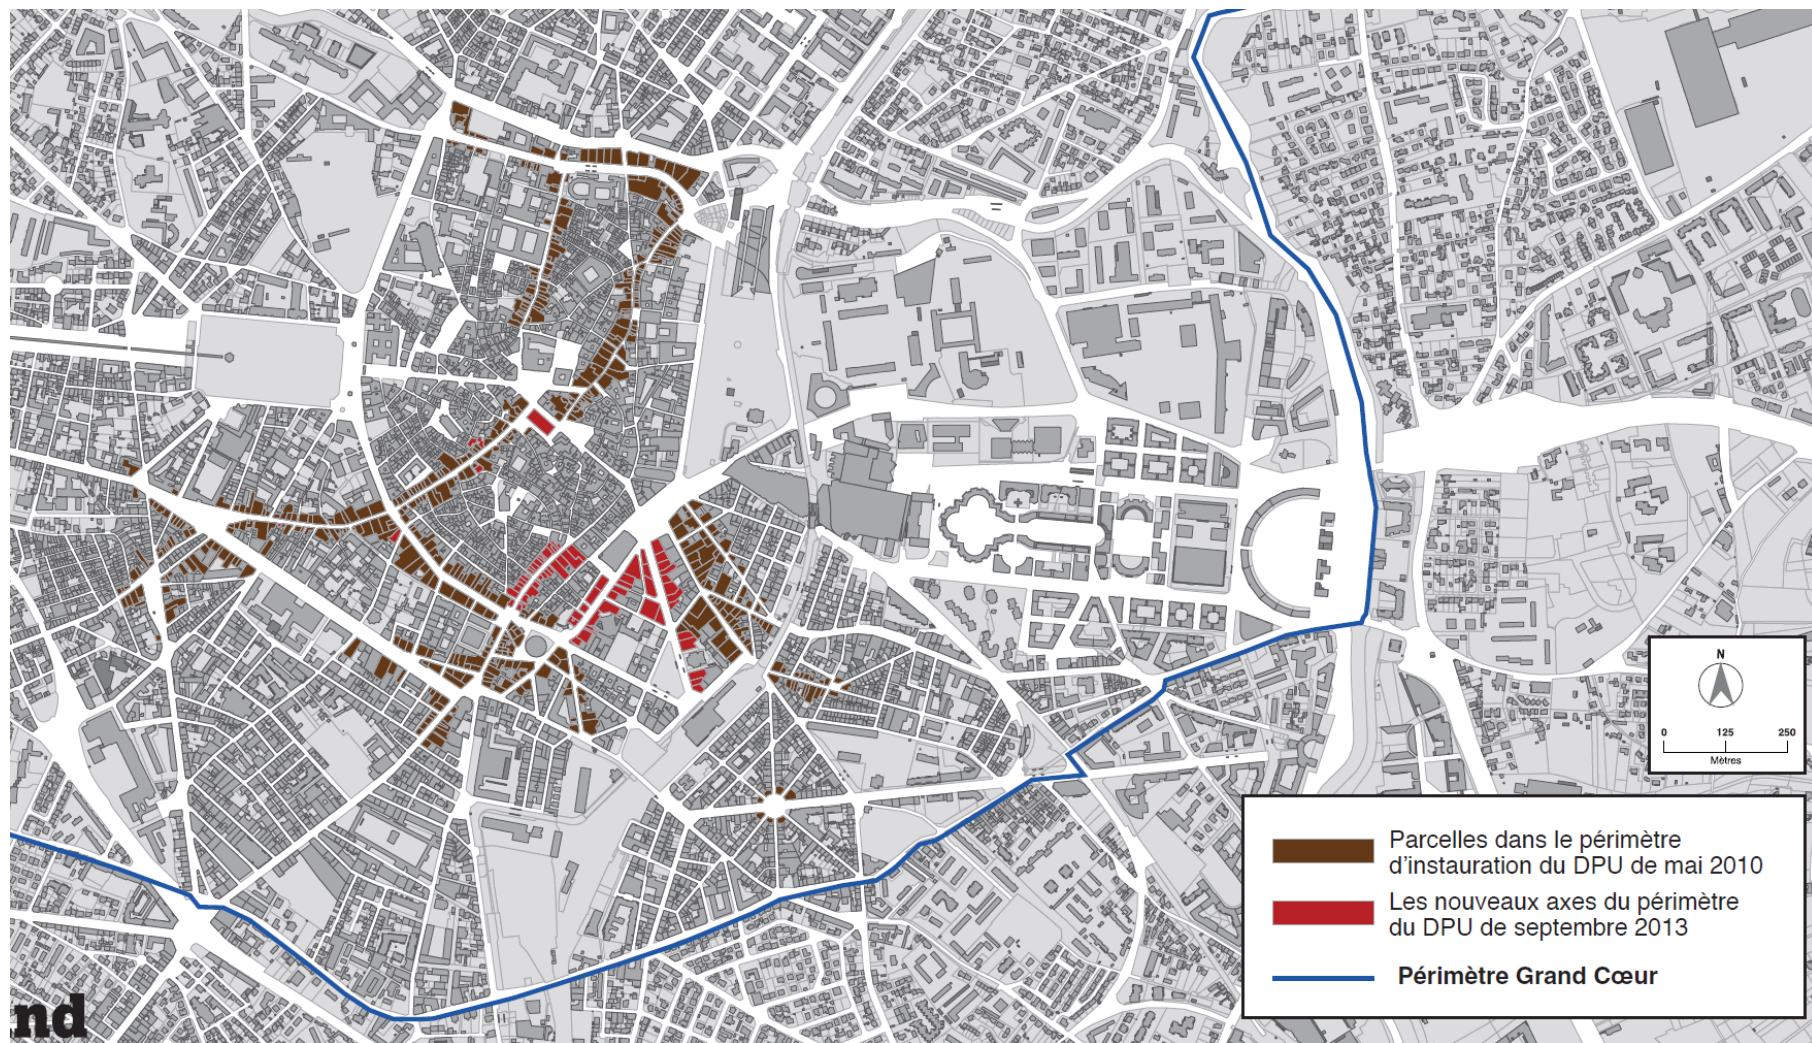 N
0 125 250
Mètres
Parcelles dans le périmètre
d'instauration du DPU de mai 2010
Les nouveaux axes du périmètre
du DPU de septembre 2013
Périmètre Grand Cœur
nd